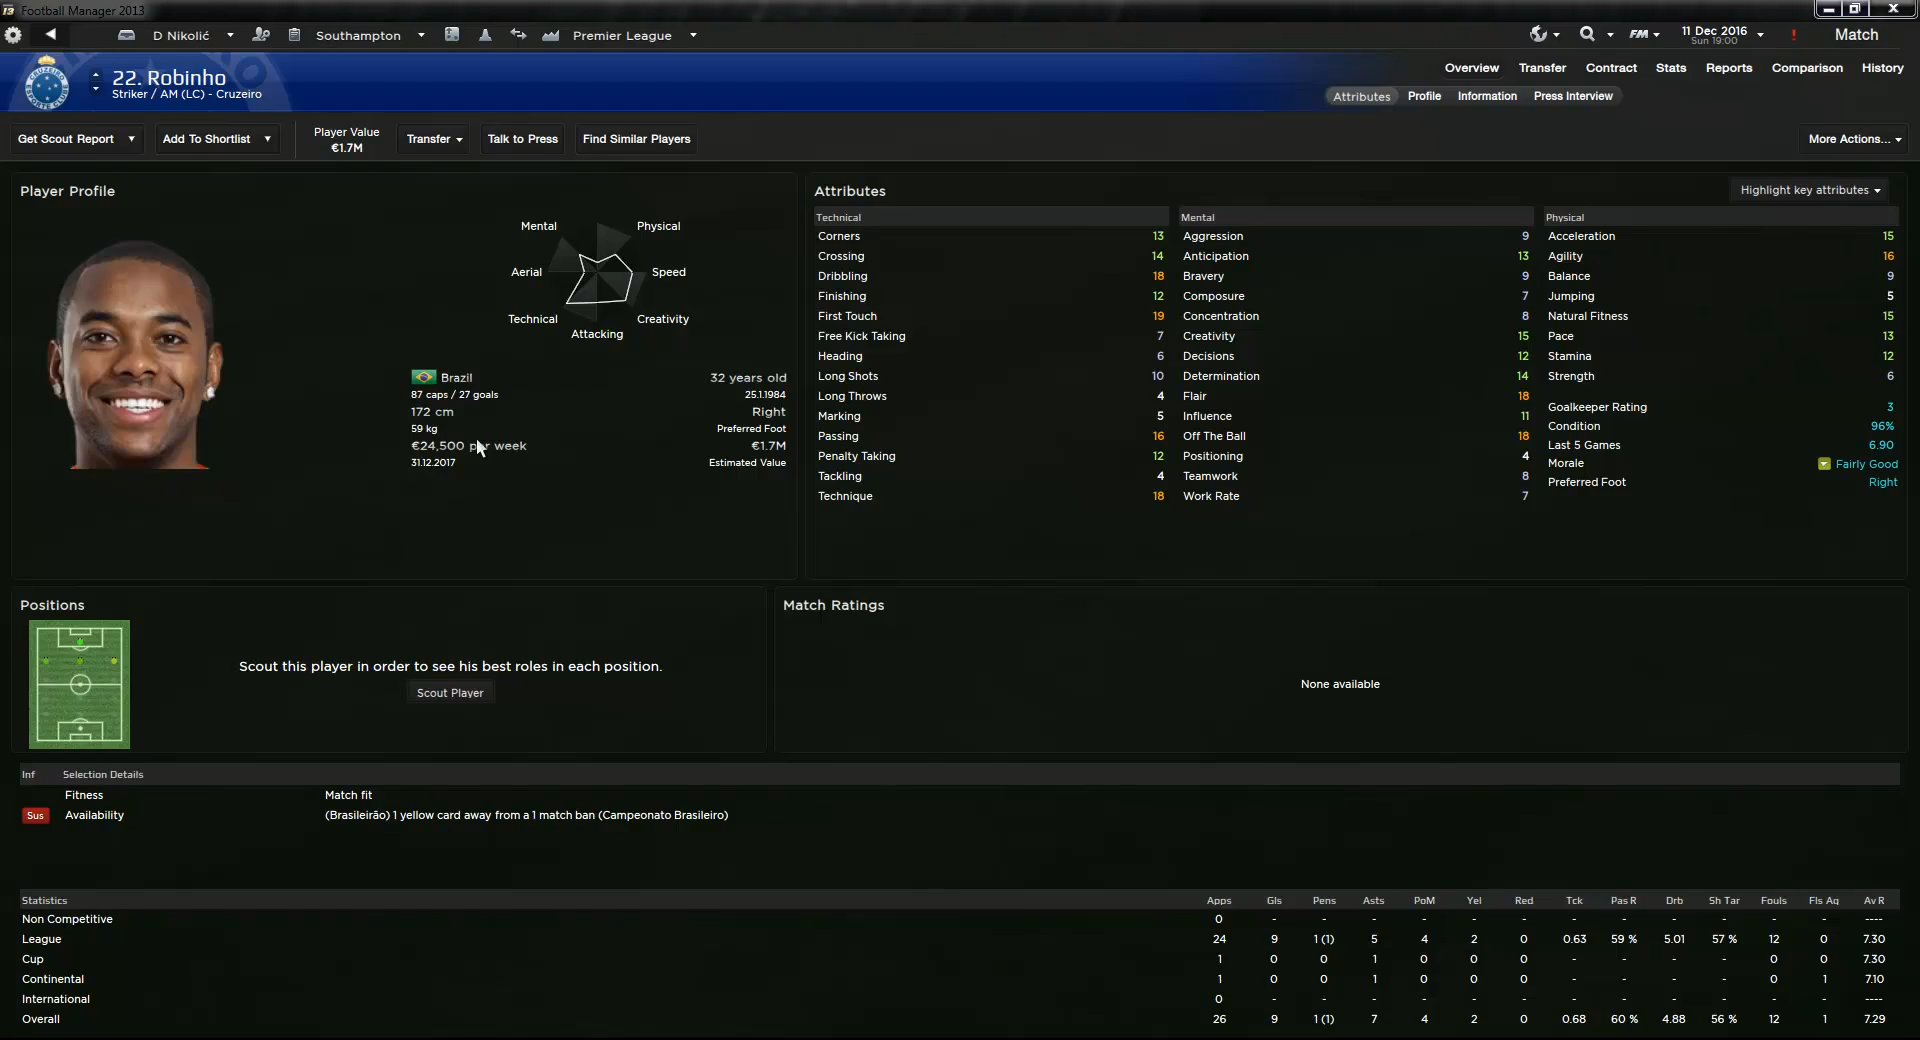 Football Manager 2013
D Nikolić Southampton Premier League FM 11 Dec 2016 ! Match
Sun 19:00
22. Robinho
Striker / AM (LC) - Cruzeiro
Overview Transfer Contract Stats Reports Comparison History
Attributes Profile Information Press Interview
Get Scout Report Add To Shortlist Player Value Transfer Talk to Press Find Similar Players More Actions...
€1.7M
Player Profile
Mental Physical
Aerial Speed
Technical Creativity
Attacking
Brazil 32 years old
87 caps / 27 goals 25.1.1984
172 cm Right
59 kg Preferred Foot
€24,500 per week €1.7M
31.12.2017 Estimated Value
Attributes Highlight key attributes
Technical Mental Physical
Corners 13 Aggression 9 Acceleration 15
Crossing 14 Anticipation 13 Agility 16
Dribbling 18 Bravery 9 Balance 9
Finishing 12 Composure 7 Jumping 5
First Touch 19 Concentration 8 Natural Fitness 15
Free Kick Taking 7 Creativity 15 Pace 13
Heading 6 Decisions 12 Stamina 12
Long Shots 10 Determination 14 Strength 6
Long Throws 4 Flair 18
Marking 5 Influence 11 Goalkeeper Rating 3
Passing 16 Off The Ball 18 Condition 96%
Penalty Taking 12 Positioning 4 Last 5 Games 6.90
Tackling 4 Teamwork 8 Morale Fairly Good
Technique 18 Work Rate 7 Preferred Foot Right
Positions
Scout this player in order to see his best roles in each position.
Scout Player
Match Ratings
None available
Inf Selection Details
Fitness Match fit
Sus Availability (Brasileirão) 1 yellow card away from a 1 match ban (Campeonato Brasileiro)
Statistics Apps Gls Pens Asts PoM Yel Red Tck Pas R Drb Sh Tar Fouls Fls Ag Av R
Non Competitive 0 - - - - - - - - - - - - ----
League 24 9 1 (1) 5 4 2 0 0.63 59 % 5.01 57 % 12 0 7.30
Cup 1 0 0 1 0 0 0 - - - - 0 0 7.30
Continental 1 0 0 1 0 0 0 - - - - 0 1 7.10
International 0 - - - - - - - - - - - - ----
Overall 26 9 1 (1) 7 4 2 0 0.68 60 % 4.88 56 % 12 1 7.29